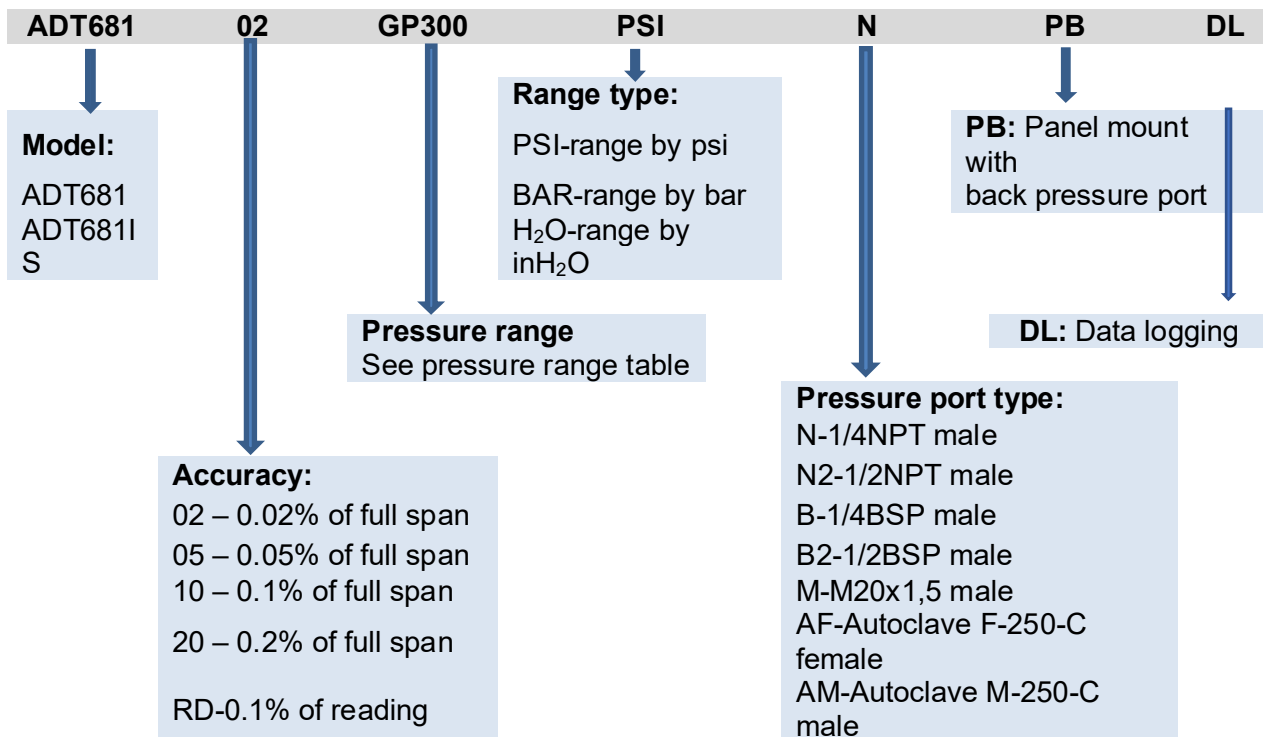 ADT681 02 GP300 PSI N PB DL
Model:
ADT681
ADT681I
S
Range type:
PSI-range by psi
BAR-range by bar
H₂O-range by
inH₂O
PB: Panel mount
with
back pressure port
Pressure range
See pressure range table
DL: Data logging
Accuracy:
02 – 0.02% of full span
05 – 0.05% of full span
10 – 0.1% of full span
20 – 0.2% of full span
RD-0.1% of reading
Pressure port type:
N-1/4NPT male
N2-1/2NPT male
B-1/4BSP male
B2-1/2BSP male
M-M20x1,5 male
AF-Autoclave F-250-C
female
AM-Autoclave M-250-C
male